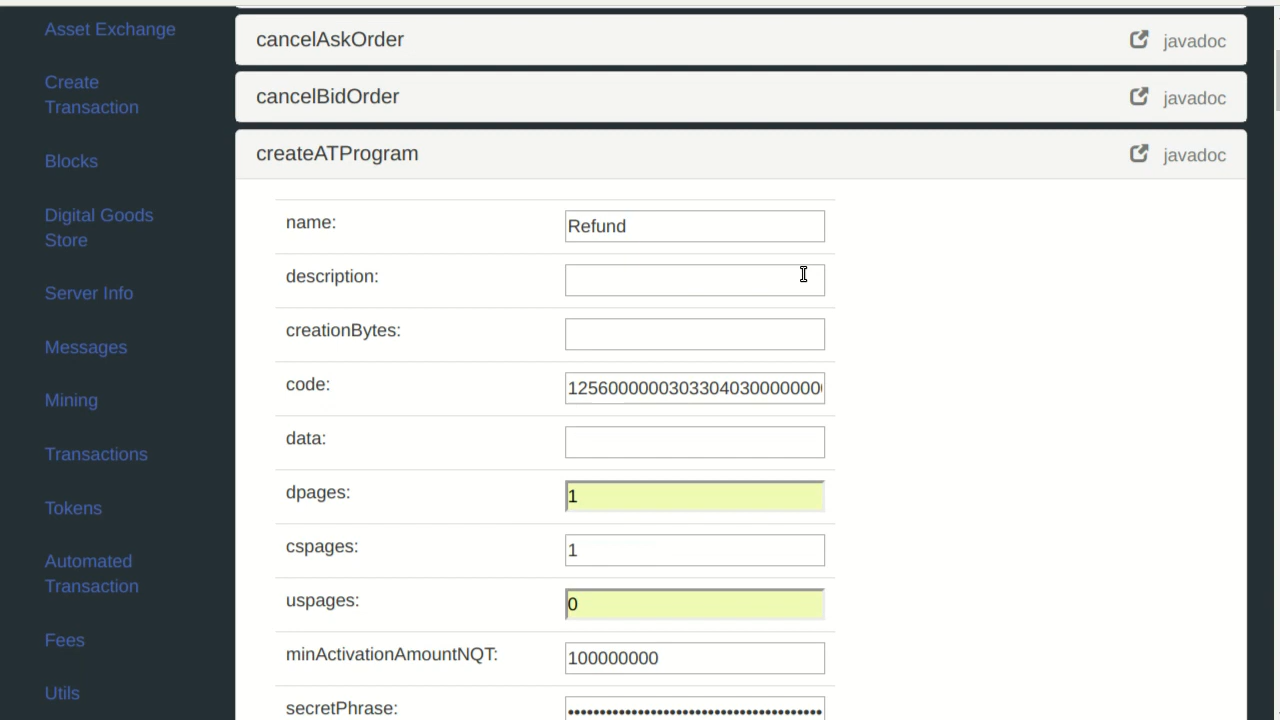 Asset Exchange
Create
Transaction
Blocks
Digital Goods
Store
Server Info
Messages
Mining
Transactions
Tokens
Automated
Transaction
Fees
Utils
cancelAskOrder javadoc
cancelBidOrder javadoc
createATProgram javadoc
name: Refund
description:
creationBytes:
code: 1256000000303304030000000
data:
dpages: 1
cspages: 1
uspages: 0
minActivationAmountNQT: 100000000
secretPhrase: ••••••••••••••••••••••••••••••••••••••